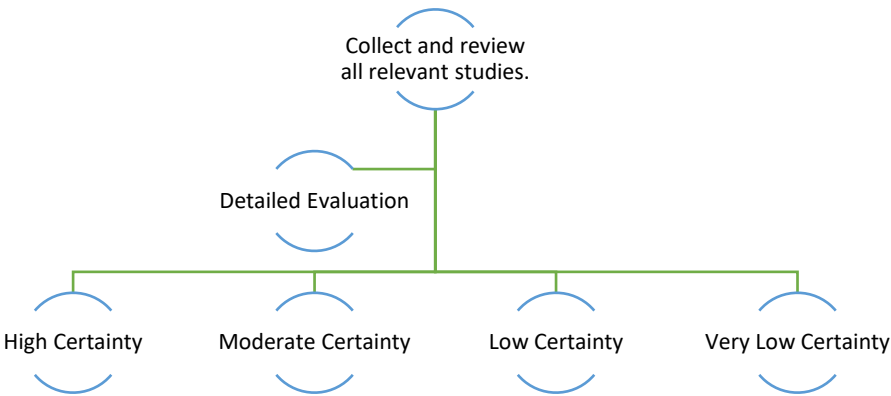 Collect and review
all relevant studies.
Detailed Evaluation
High Certainty
Moderate Certainty
Low Certainty
Very Low Certainty